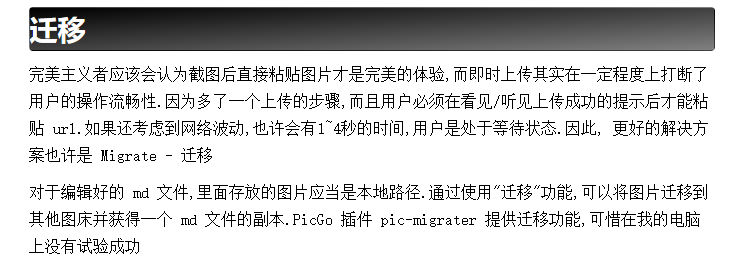 迁移
完美主义者应该会认为截图后直接粘贴图片才是完美的体验,而即时上传其实在一定程度上打断了
用户的操作流畅性.因为多了一个上传的步骤,而且用户必须在看见/听见上传成功的提示后才能粘
贴 url.如果还考虑到网络波动,也许会有1~4秒的时间,用户是处于等待状态.因此, 更好的解决方
案也许是 Migrate - 迁移
对于编辑好的 md 文件,里面存放的图片应当是本地路径.通过使用"迁移"功能,可以将图片迁移到
其他图床并获得一个 md 文件的副本.PicGo 插件 pic-migrater 提供迁移功能,可惜在我的电脑
上没有试验成功